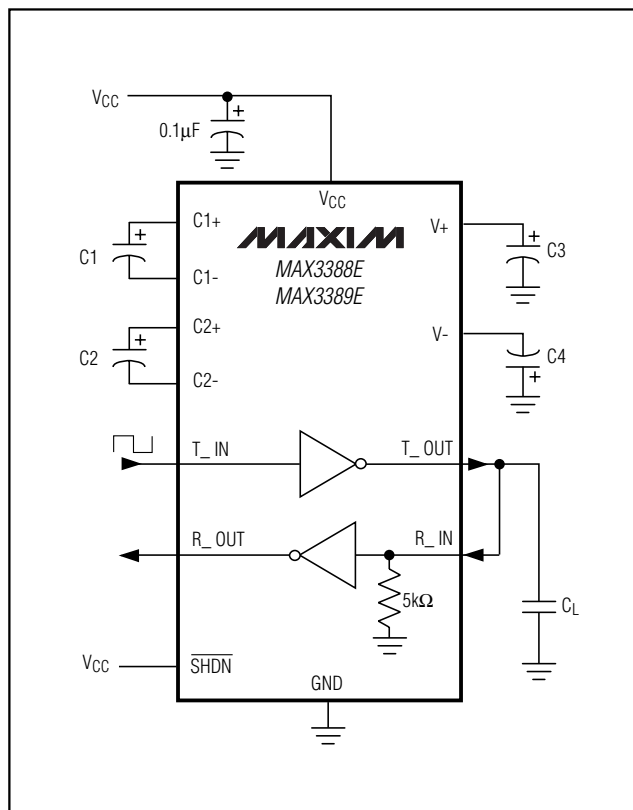 VCC
0.1µF
VCC
C1+
C1
C1-
C2+
C2
C2-
MAXIM
MAX3388E
MAX3389E
V+
C3
V-
C4
T_ IN
T_ OUT
R_ OUT
R_ IN
5kΩ
CL
VCC
SHDN
GND
+
+
+
+
+